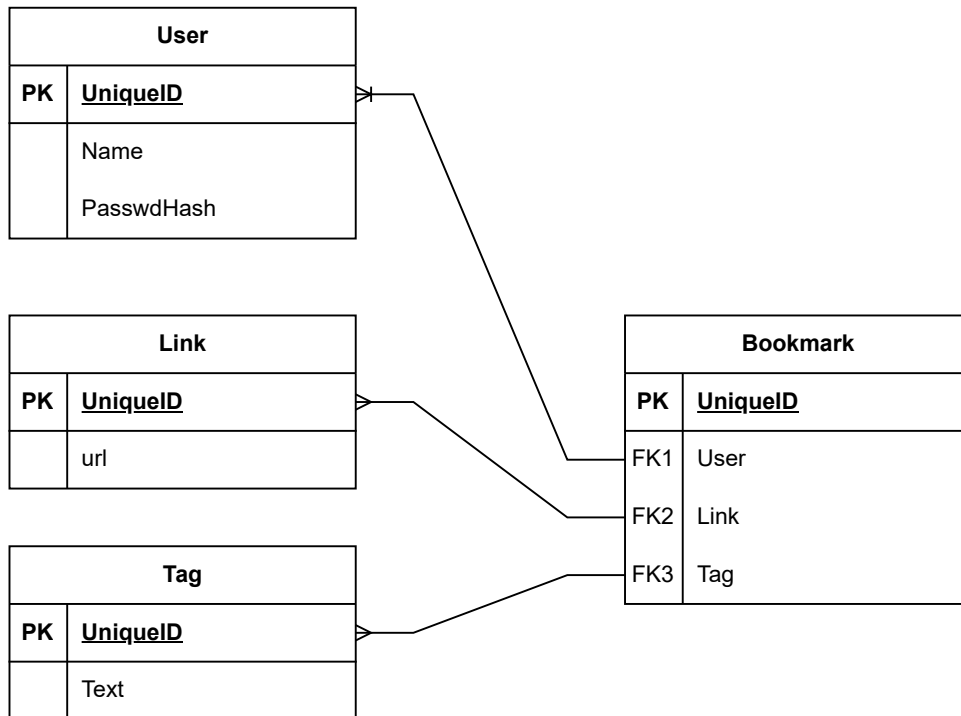 User
PK UniqueID
Name
PasswdHash
Link
PK UniqueID
url
Tag
PK UniqueID
Text
Bookmark
PK UniqueID
FK1 User
FK2 Link
FK3 Tag